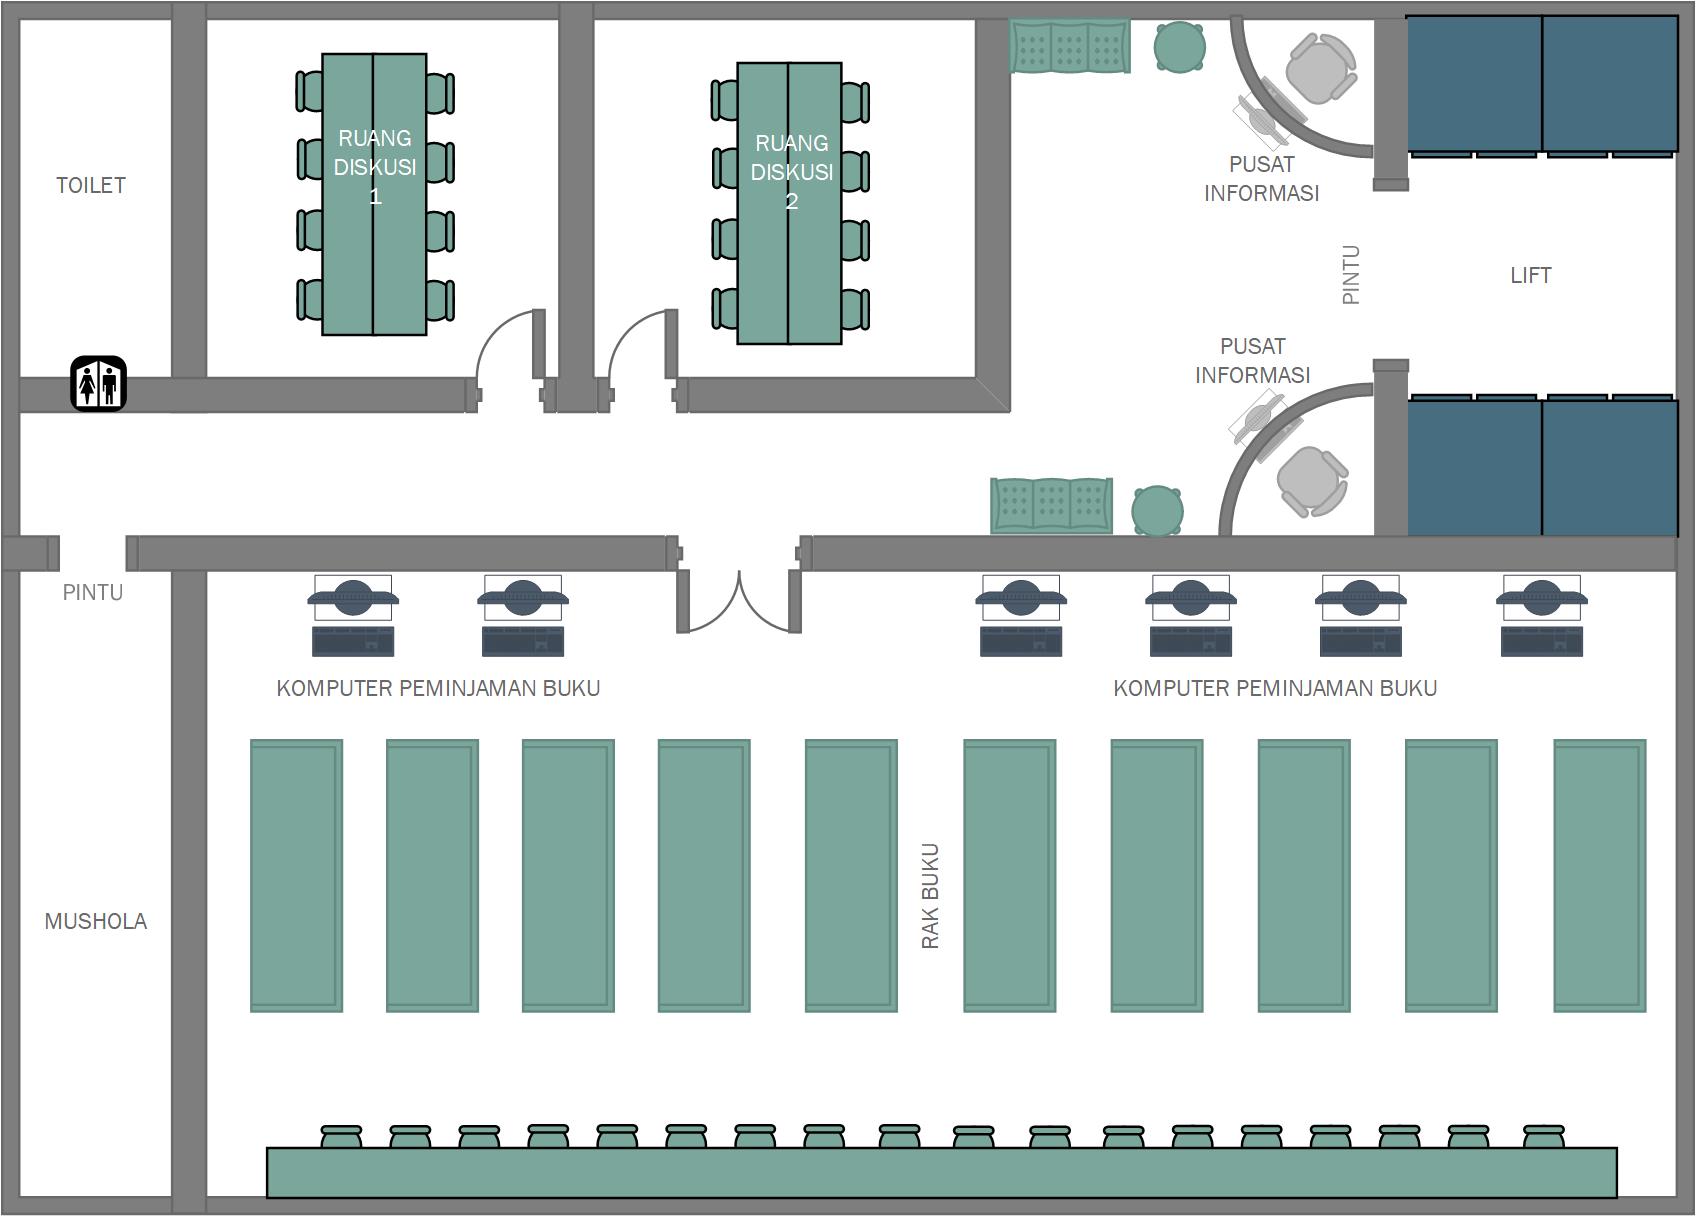 TOILET
RUANG
DISKUSI
1
RUANG
DISKUSI
2
PUSAT
INFORMASI
PINTU
LIFT
PUSAT
INFORMASI
PINTU
KOMPUTER PEMINJAMAN BUKU
KOMPUTER PEMINJAMAN BUKU
RAK BUKU
MUSHOLA